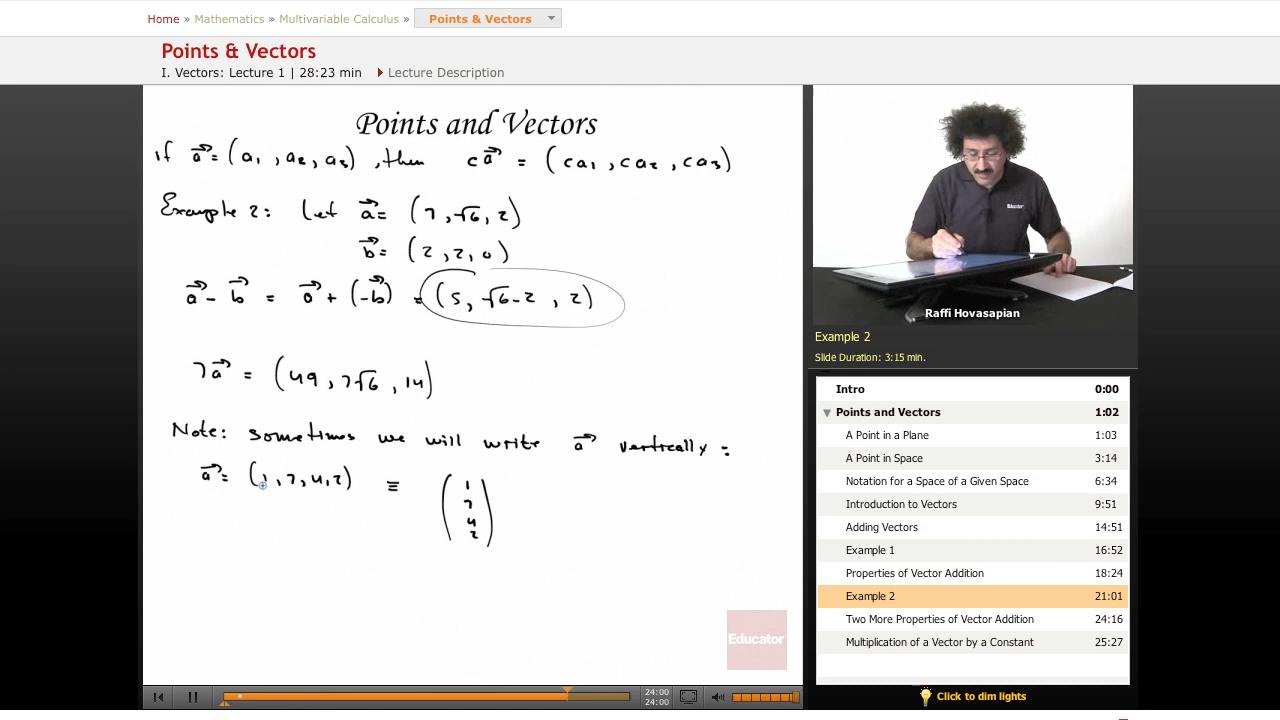 Home » Mathematics » Multivariable Calculus » Points & Vectors
Points & Vectors
I. Vectors: Lecture 1 | 28:23 min Lecture Description
Points and Vectors
If a⃗ = (a₁, a₂, a₃), then ca⃗ = (ca₁, ca₂, ca₃)
Example 2: Let a⃗ = (7, √6, 2)
b⃗ = (2, 2, 0)
a⃗ - b⃗ = a⃗ + (-b⃗) = (5, √6-2, 2)
7a⃗ = (49, 7√6, 14)
Note: sometimes we will write a⃗ vertically:
a⃗ = (1, 7, 4, 2) ≡ (1
7
4
2)
Educator
Educator
Raffi Hovasapian
Example 2
Slide Duration: 3:15 min.
Intro 0:00
Points and Vectors 1:02
A Point in a Plane 1:03
A Point in Space 3:14
Notation for a Space of a Given Space 6:34
Introduction to Vectors 9:51
Adding Vectors 14:51
Example 1 16:52
Properties of Vector Addition 18:24
Example 2 21:01
Two More Properties of Vector Addition 24:16
Multiplication of a Vector by a Constant 25:27
24:00
24:00
Click to dim lights